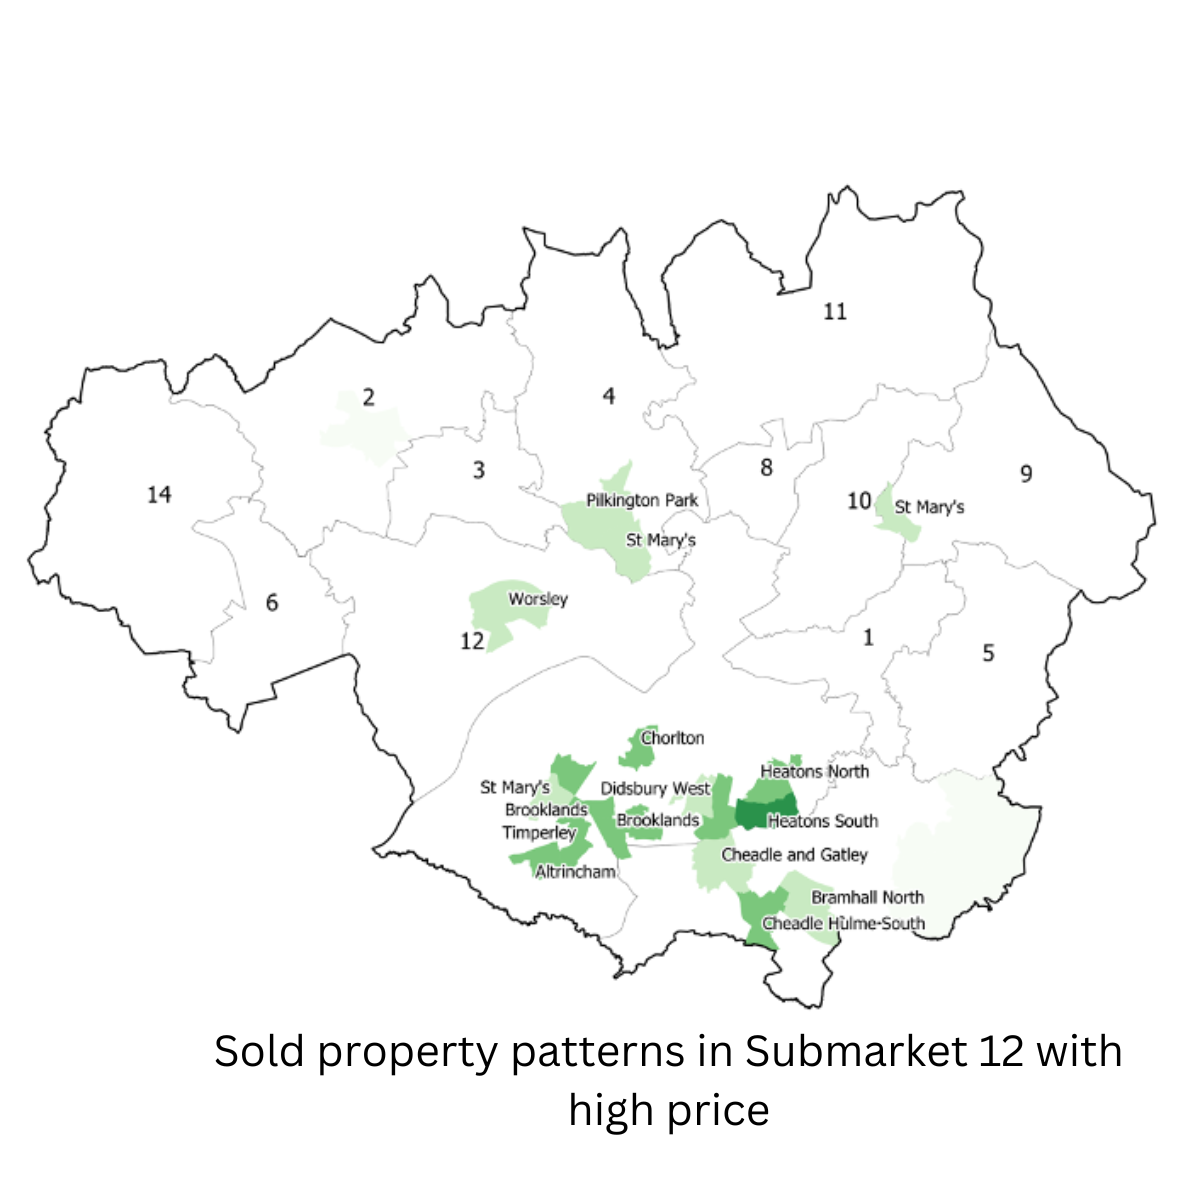 11
2
4
3
8
9
14
10
Pilkington Park
St Mary's
St Mary's
6
Worsley
12
1
5
Chorlton
Heatons North
St Mary's
Didsbury West
Brooklands
Brooklands
Heatons South
Timperley
Cheadle and Gatley
Altrincham
Bramhall North
Cheadle Hulme-South
Sold property patterns in Submarket 12 with
high price